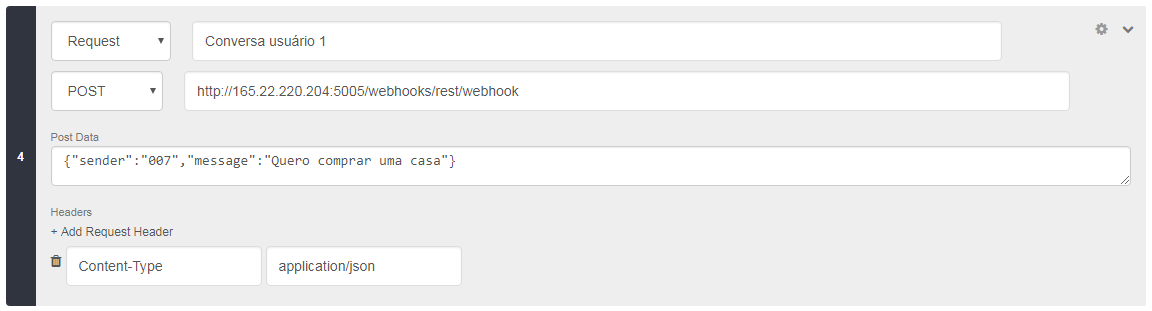 Request
Conversa usuário 1
POST
http://165.22.220.204:5005/webhooks/rest/webhook
Post Data
4
{"sender":"007","message":"Quero comprar uma casa"}
Headers
+ Add Request Header
Content-Type
application/json